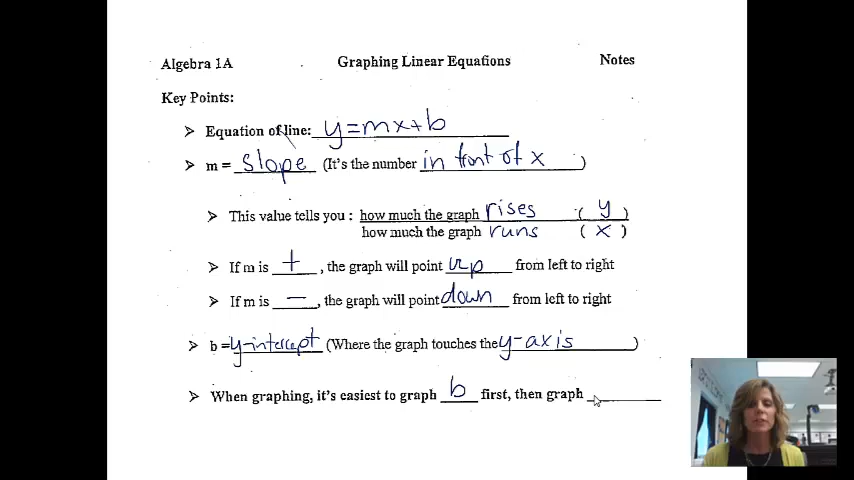 Algebra 1A Graphing Linear Equations Notes
Key Points:
➤ Equation of line: y=mx+b
➤ m = slope (It's the number in front of x )
➤ This value tells you : how much the graph rises ( y )
how much the graph runs ( x )
➤ If m is + , the graph will point up from left to right
➤ If m is — , the graph will point down from left to right
➤ b = y-intercept (Where the graph touches the y-axis )
➤ When graphing, it's easiest to graph b first, then graph